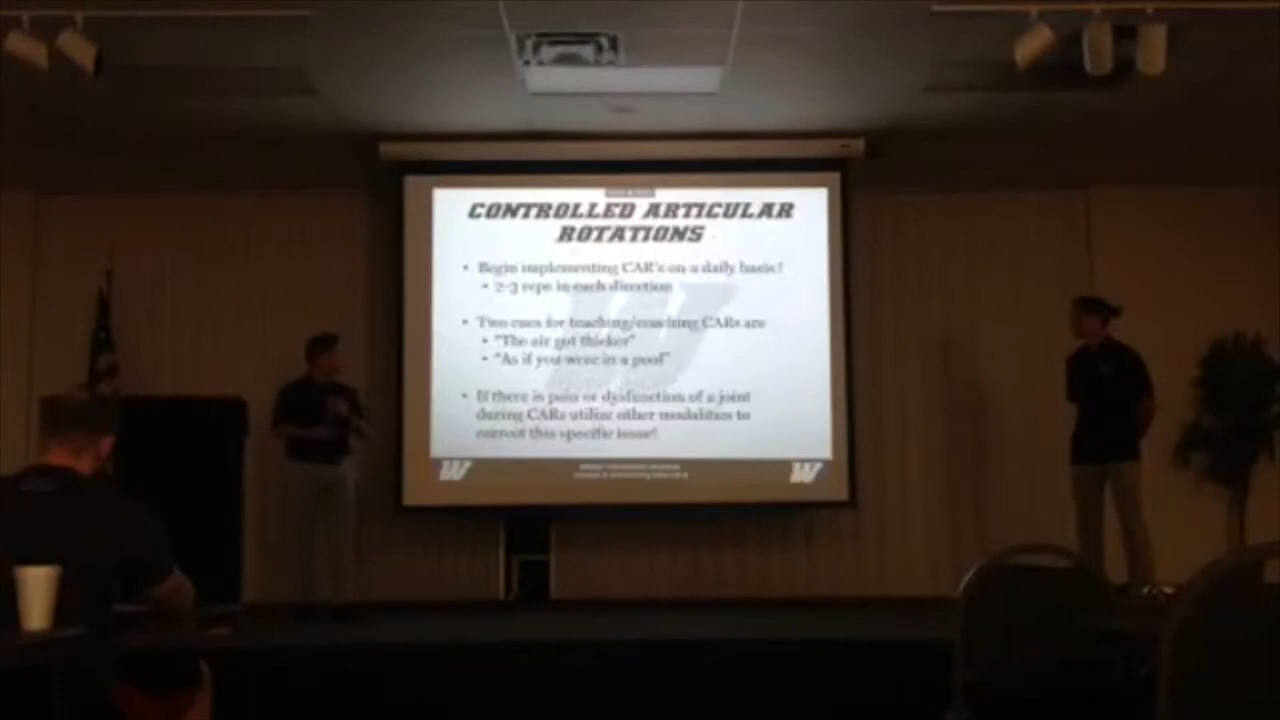 CONTROLLED ARTICULAR
ROTATIONS
• Begin implementing CAR's on a daily basis!
• 2-3 reps in each direction
• Two cues for teaching/coaching CARs are
• "The air got thicker"
• "As if you were in a pool"
• If there is pain or dysfunction of a joint
during CARs utilize other modalities to
correct this specific issue!
W
W